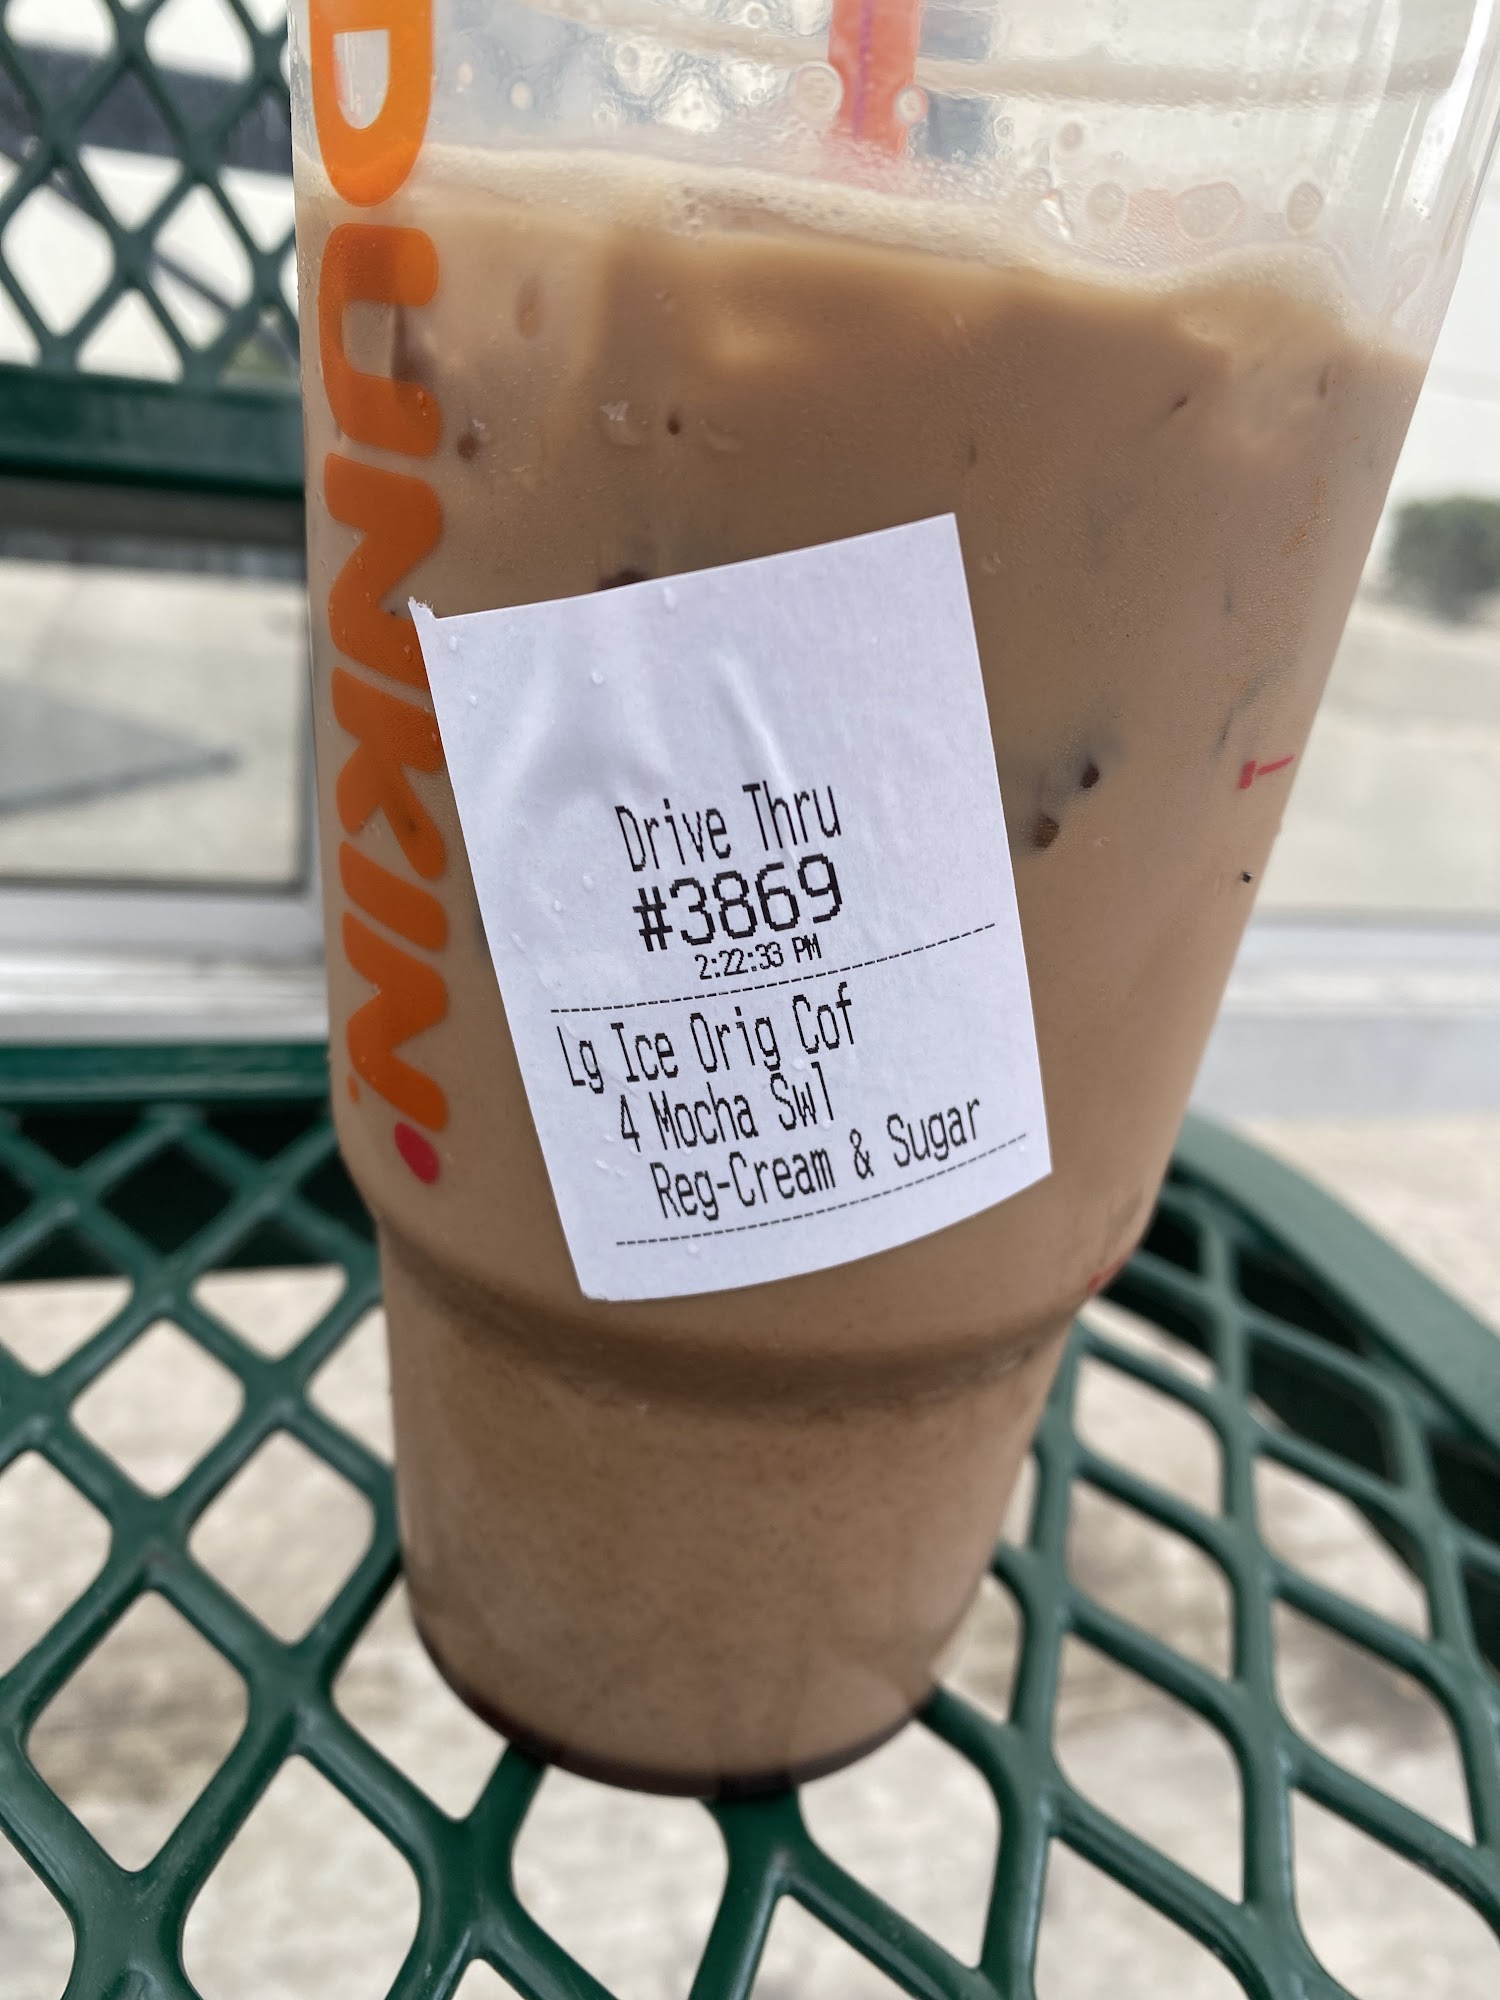 DUNKIN'
Drive Thru
#3869
2:22:33 PM
Lg Ice Orig Cof
4 Mocha Swl
Reg-Cream & Sugar